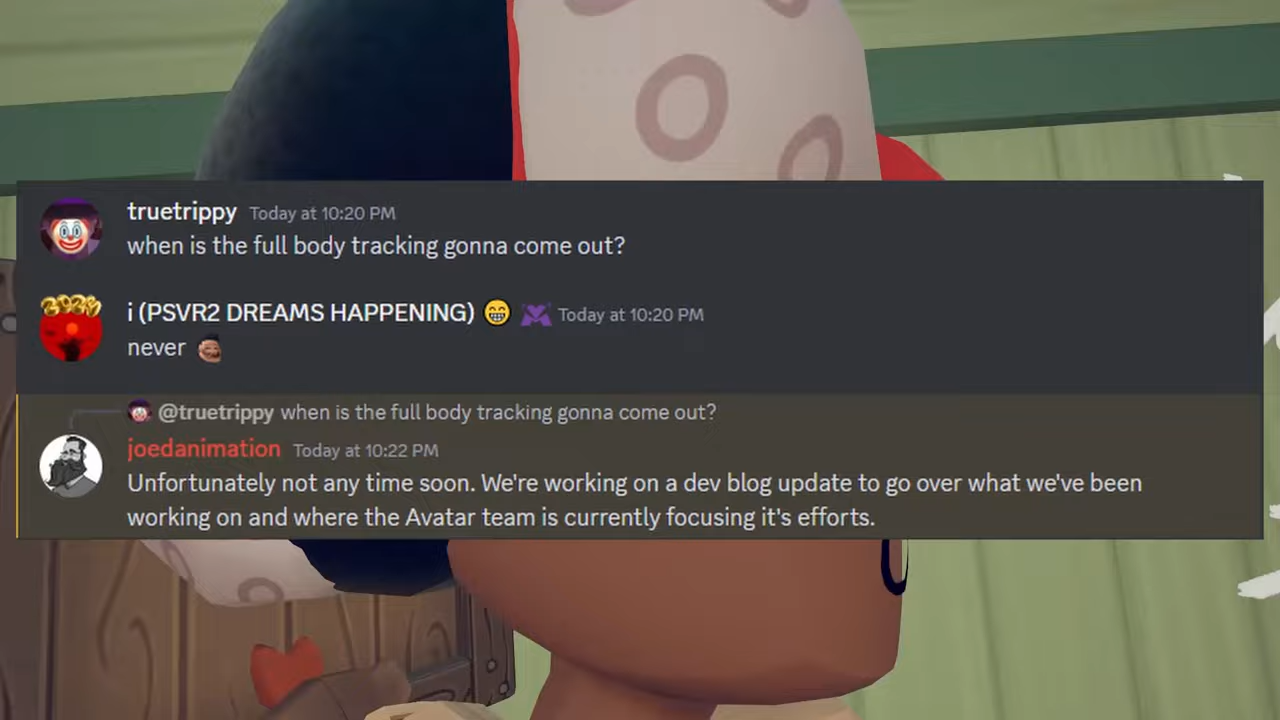 truetrippy Today at 10:20 PM
when is the full body tracking gonna come out?
i (PSVR2 DREAMS HAPPENING) 😁 Today at 10:20 PM
never
@truetrippy when is the full body tracking gonna come out?
joedanimation Today at 10:22 PM
Unfortunately not any time soon. We're working on a dev blog update to go over what we've been
working on and where the Avatar team is currently focusing it's efforts.